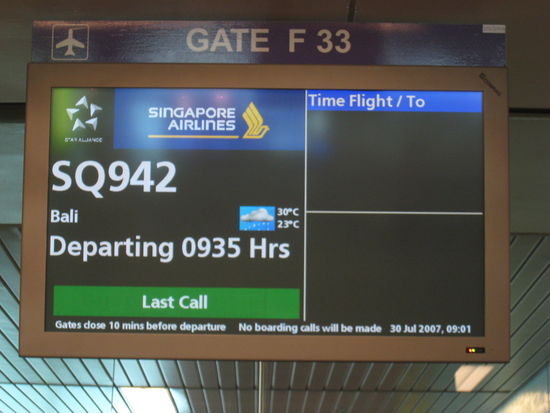 GATE F 33
STAR ALLIANCE
SINGAPORE
AIRLINES
Time Flight / To
SQ942
Bali
30°C
23°C
Departing 0935 Hrs
Last Call
Gates close 10 mins before departure No boarding calls will be made 30 Jul 2007, 09:01